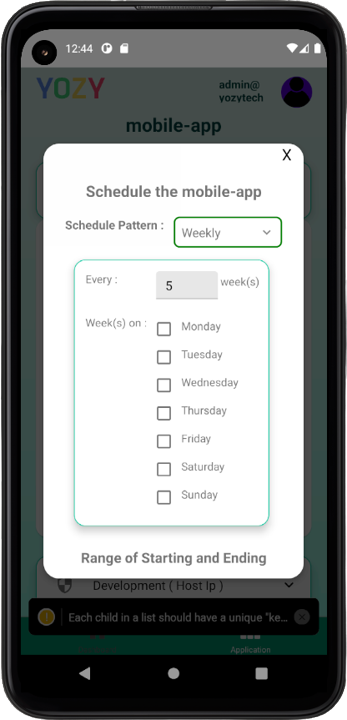 12:44
YOZY
admin@
yozytech
mobile-app
X
Schedule the mobile-app
Schedule Pattern :
Weekly
Every :
5
week(s)
Week(s) on :
Monday
Tuesday
Wednesday
Thursday
Friday
Saturday
Sunday
Range of Starting and Ending
Development ( Host Ip )
! Each child in a list should have a unique "ke...
Application